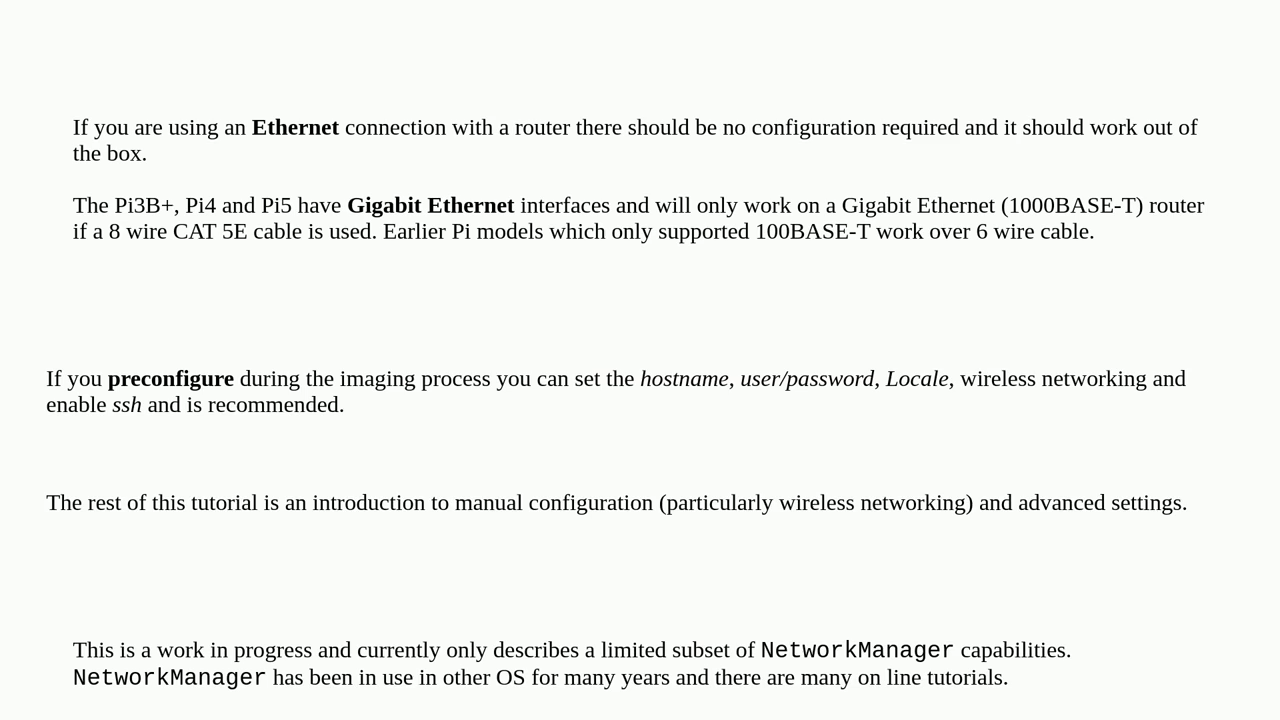 If you are using an Ethernet connection with a router there should be no configuration required and it should work out of
the box.
The Pi3B+, Pi4 and Pi5 have Gigabit Ethernet interfaces and will only work on a Gigabit Ethernet (1000BASE-T) router
if a 8 wire CAT 5E cable is used. Earlier Pi models which only supported 100BASE-T work over 6 wire cable.
If you preconfigure during the imaging process you can set the hostname, user/password, Locale, wireless networking and
enable ssh and is recommended.
The rest of this tutorial is an introduction to manual configuration (particularly wireless networking) and advanced settings.
This is a work in progress and currently only describes a limited subset of NetworkManager capabilities.
NetworkManager has been in use in other OS for many years and there are many on line tutorials.